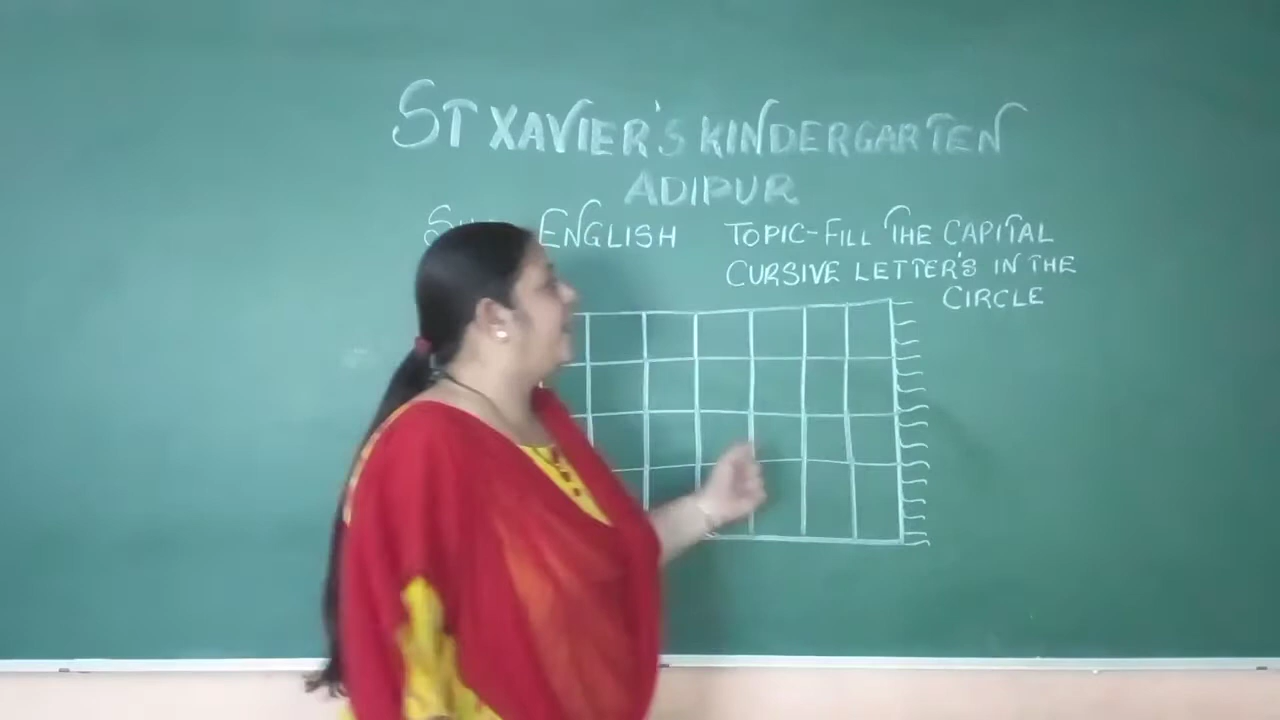 ST XAVIER'S KINDERGARTEN
ADIPUR
ENGLISH
TOPIC-FILL THE CAPITAL
CURSIVE LETTER'S IN THE
CIRCLE